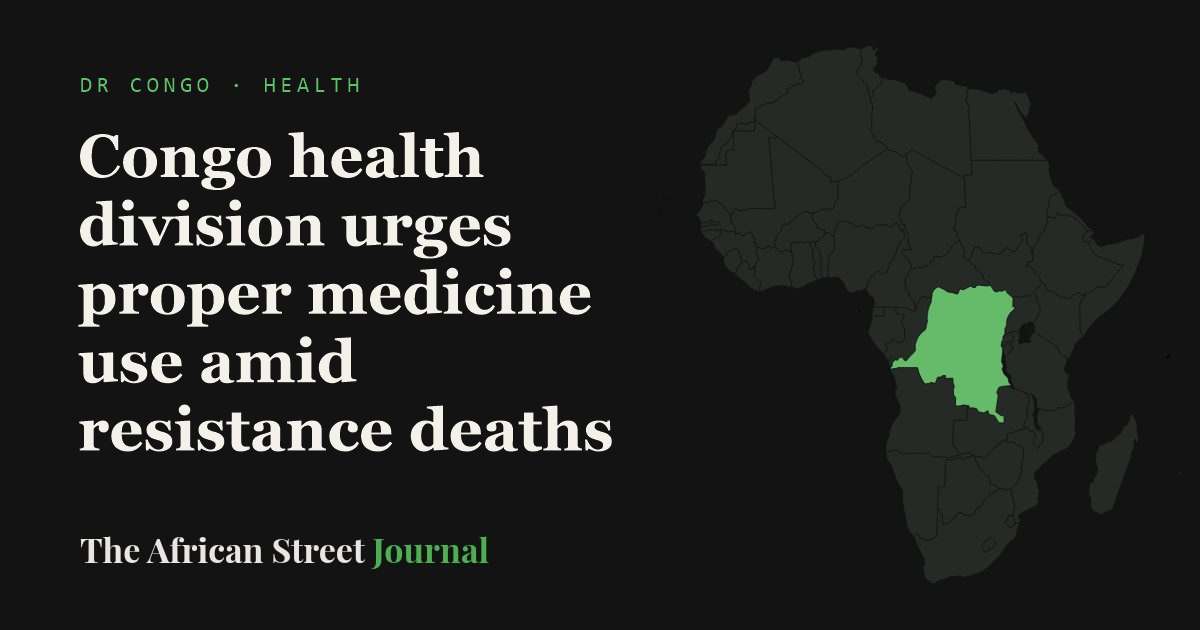 DR CONGO · HEALTH
Congo health
division urges
proper medicine
use amid
resistance deaths
The African Street Journal